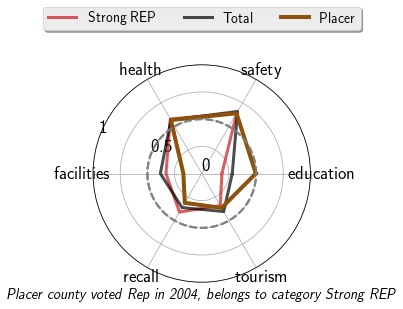 Strong REP Total Placer
health safety
1
0.5
0
facilities education
recall tourism
Placer county voted Rep in 2004, belongs to category Strong REP